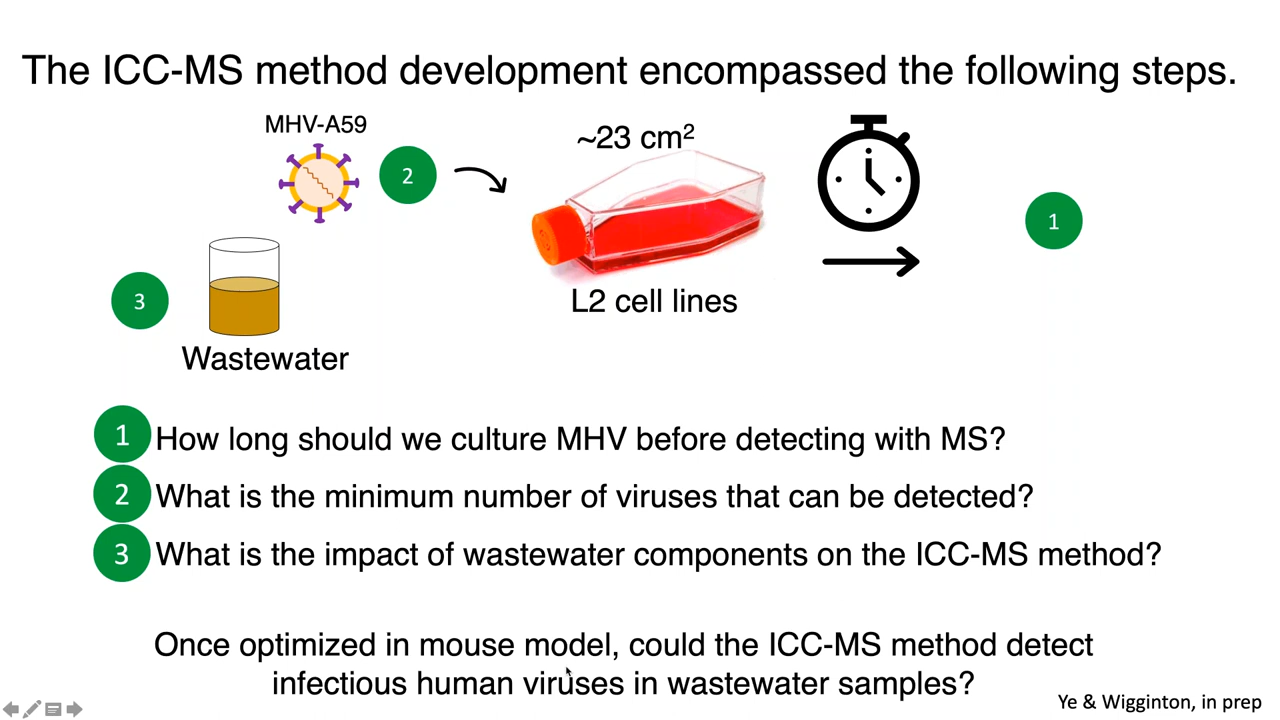 The ICC-MS method development encompassed the following steps.
MHV-A59
2
~23 cm²
1
3
L2 cell lines
Wastewater
1 How long should we culture MHV before detecting with MS?
2 What is the minimum number of viruses that can be detected?
3 What is the impact of wastewater components on the ICC-MS method?
Once optimized in mouse model, could the ICC-MS method detect
infectious human viruses in wastewater samples?
Ye & Wigginton, in prep